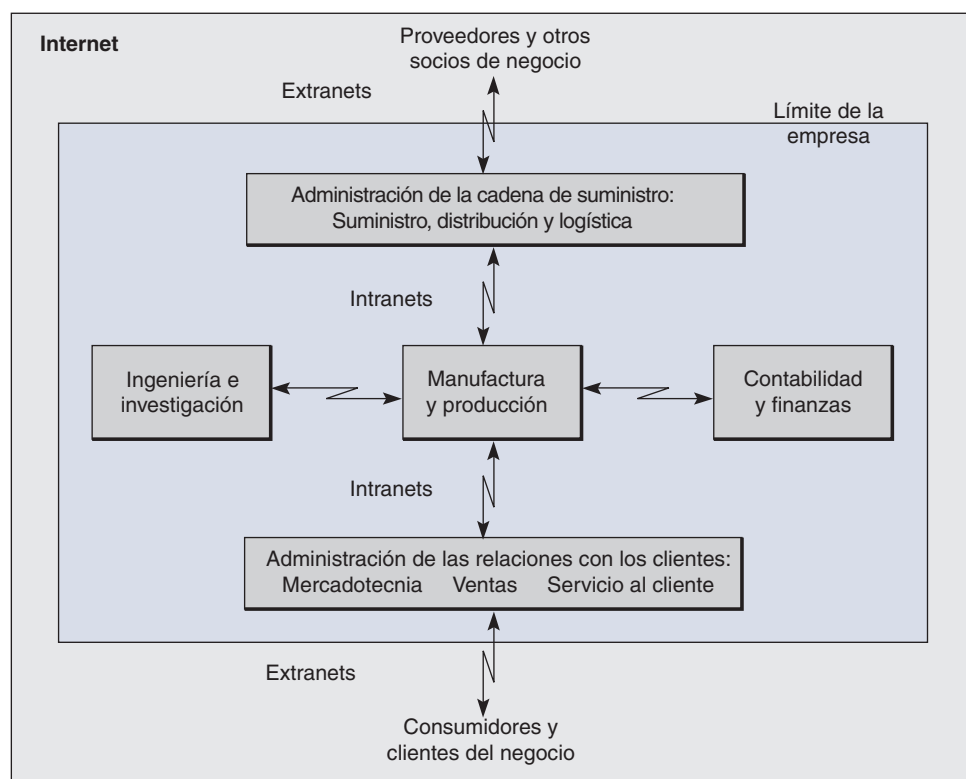 Internet
Proveedores y otros
socios de negocio
Extranets
Límite de la
empresa
Administración de la cadena de suministro:
Suministro, distribución y logística
Intranets
Ingeniería e
investigación
Manufactura
y producción
Contabilidad
y finanzas
Intranets
Administración de las relaciones con los clientes:
Mercadotecnia Ventas Servicio al cliente
Extranets
Consumidores y
clientes del negocio